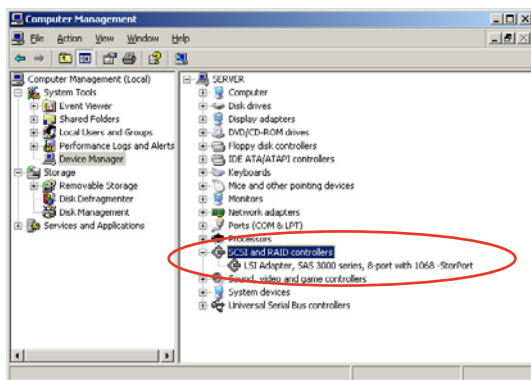 Computer Management
File Action View Window Help
Computer Management (Local)
System Tools
Event Viewer
Shared Folders
Local Users and Groups
Performance Logs and Alerts
Device Manager
Storage
Removable Storage
Disk Defragmenter
Disk Management
Services and Applications
SERVER
Computer
Disk drives
Display adapters
DVD/CD-ROM drives
Floppy disk controllers
IDE ATA/ATAPI controllers
Keyboards
Mice and other pointing devices
Monitors
Network adapters
Ports (COM & LPT)
Processors
SCSI and RAID controllers
LSI Adapter, SAS 3000 series, 8-port with 1068 -StorPort
Sound, video and game controllers
System devices
Universal Serial Bus controllers